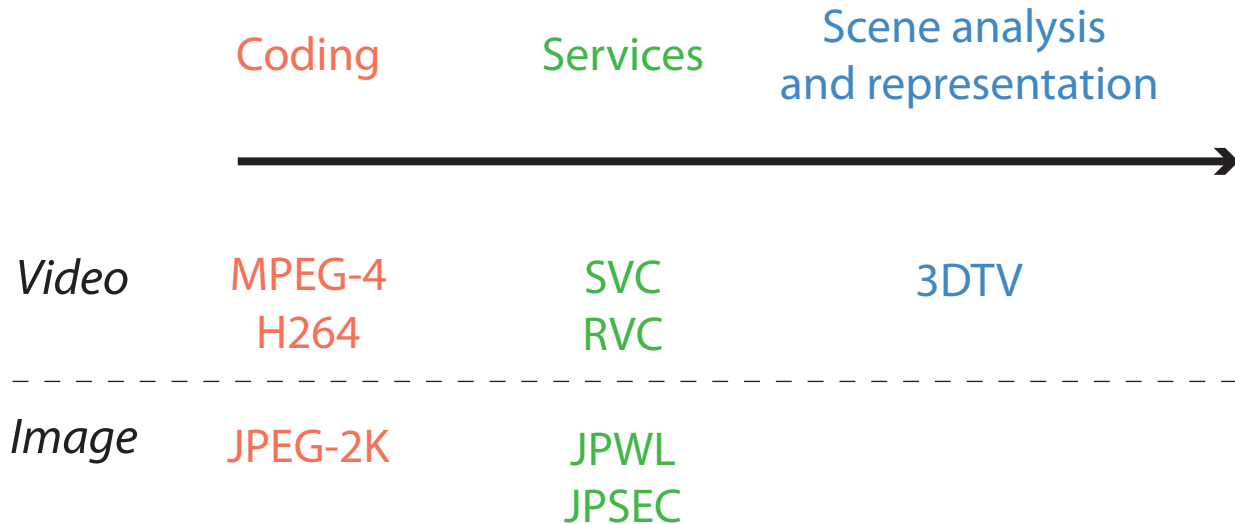 Coding Services Scene analysis
and representation
Video MPEG-4 SVC 3DTV
H264 RVC
Image JPEG-2K JPWL
JPSEC